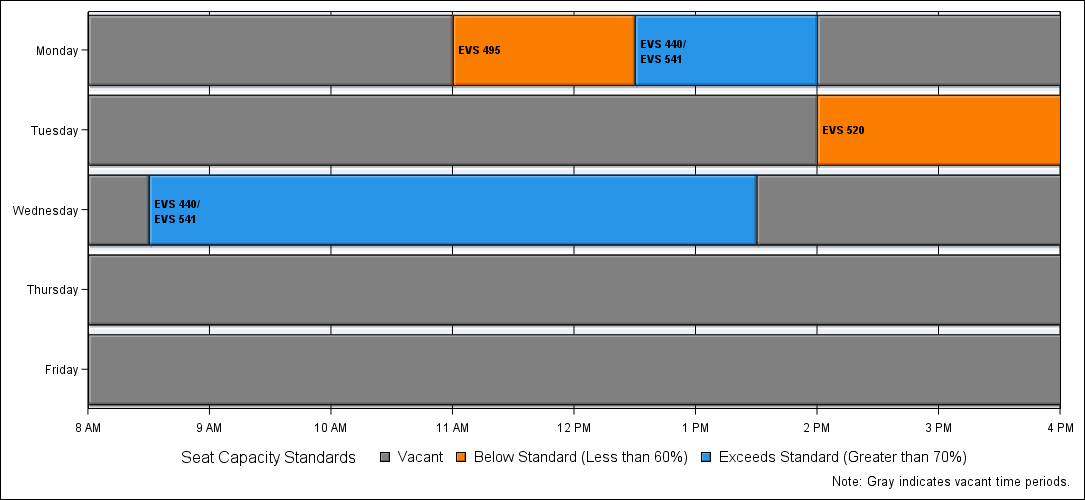 Monday
EVS 495
EVS 440/
EVS 541
Tuesday
EVS 520
Wednesday
EVS 440/
EVS 541
Thursday
Friday
8 AM 9 AM 10 AM 11 AM 12 PM 1 PM 2 PM 3 PM 4 PM
Seat Capacity Standards Vacant Below Standard (Less than 60%) Exceeds Standard (Greater than 70%)
Note: Gray indicates vacant time periods.